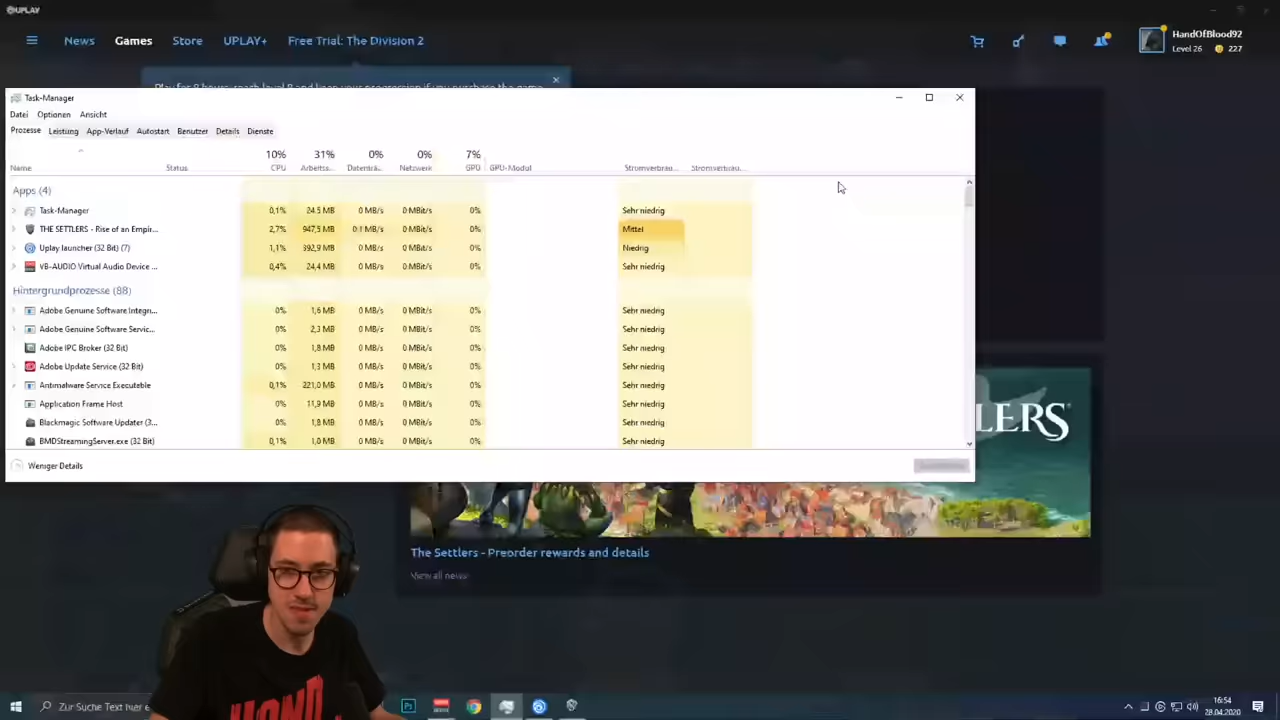 UPLAY
News Games Store UPLAY+ Free Trial: The Division 2
HandOfBlood92
Level 26 227
Task-Manager
Datei Optionen Ansicht
Prozesse Leistung App-Verlauf Autostart Benutzer Details Dienste
10% 31% 0% 0% 7%
Name Status CPU Arbeitss... Datenträ... Netzwerk GPU GPU-Modul Stromverbrau... Stromverbrau...
Apps (4)
Task-Manager 0,1% 24,5 MB 0 MB/s 0 MBit/s 0% Sehr niedrig
THE SETTLERS - Rise of an Empir... 2,7% 947,5 MB 0,1 MB/s 0 MBit/s 0% Mittel
Uplay launcher (32 Bit) (7) 1,1% 392,9 MB 0 MB/s 0 MBit/s 0% Niedrig
VB-AUDIO Virtual Audio Device ... 0,4% 24,4 MB 0 MB/s 0 MBit/s 0% Sehr niedrig
Hintergrundprozesse (88)
Adobe Genuine Software Integri... 0% 1,6 MB 0 MB/s 0 MBit/s 0% Sehr niedrig
Adobe Genuine Software Servic... 0% 2,3 MB 0 MB/s 0 MBit/s 0% Sehr niedrig
Adobe IPC Broker (32 Bit) 0% 1,8 MB 0 MB/s 0 MBit/s 0% Sehr niedrig
Adobe Update Service (32 Bit) 0% 1,3 MB 0 MB/s 0 MBit/s 0% Sehr niedrig
Antimalware Service Executable 0,1% 221,0 MB 0 MB/s 0 MBit/s 0% Sehr niedrig
Application Frame Host 0% 11,9 MB 0 MB/s 0 MBit/s 0% Sehr niedrig
Blackmagic Software Updater (3... 0% 1,8 MB 0 MB/s 0 MBit/s 0% Sehr niedrig
BMDStreamingServer.exe (32 Bit) 0,1% 1,0 MB 0 MB/s 0 MBit/s 0% Sehr niedrig
Weniger Details
LERS
The Settlers - Preorder rewards and details
View all news
Zur Suche Text hier e
Ps
16:54
28.04.2020